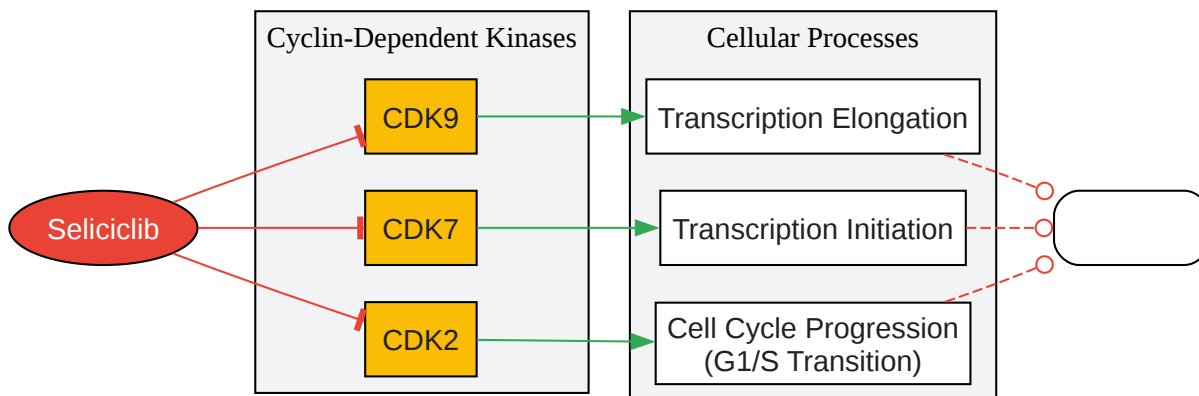 Cyclin-Dependent Kinases
Cellular Processes
CDK9
Transcription Elongation
Seliciclib
CDK7
Transcription Initiation
CDK2
Cell Cycle Progression
(G1/S Transition)